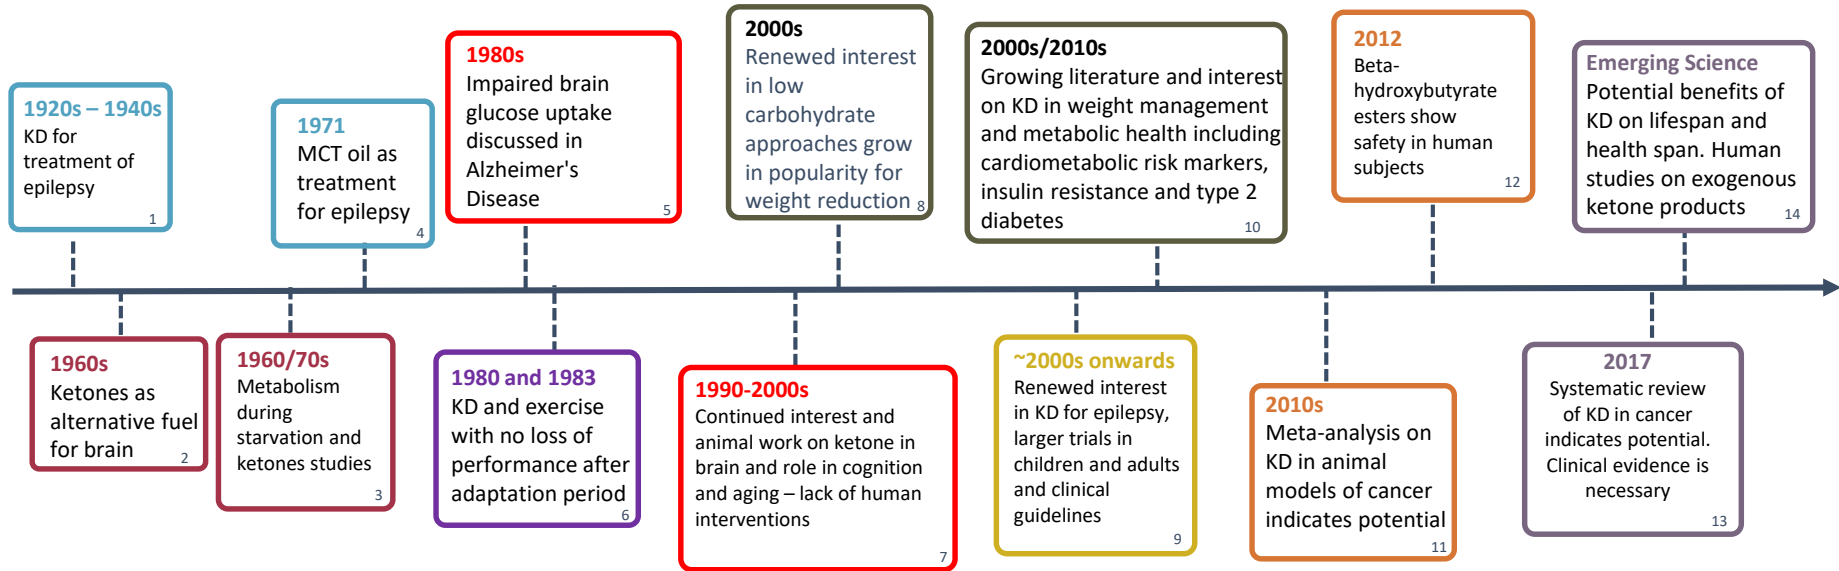 1920s – 1940s
KD for
treatment of
epilepsy
1
1960s
Ketones as
alternative fuel
for brain
2
1960/70s
Metabolism
during
starvation and
ketones studies
3
1971
MCT oil as
treatment
for epilepsy
4
1980s
Impaired brain
glucose uptake
discussed in
Alzheimer's
Disease
5
1980 and 1983
KD and exercise
with no loss of
performance after
adaptation period
6
1990-2000s
Continued interest and
animal work on ketone in
brain and role in cognition
and aging – lack of human
interventions
7
2000s
Renewed interest
in low
carbohydrate
approaches grow
in popularity for
weight reduction
8
~2000s onwards
Renewed interest
in KD for epilepsy,
larger trials in
children and adults
and clinical
guidelines
9
2000s/2010s
Growing literature and interest
on KD in weight management
and metabolic health including
cardiometabolic risk markers,
insulin resistance and type 2
diabetes
10
2010s
Meta-analysis on
KD in animal
models of cancer
indicates potential
11
2012
Beta-
hydroxybutyrate
esters show
safety in human
subjects
12
2017
Systematic review
of KD in cancer
indicates potential.
Clinical evidence is
necessary
13
Emerging Science
Potential benefits of
KD on lifespan and
health span. Human
studies on exogenous
ketone products
14